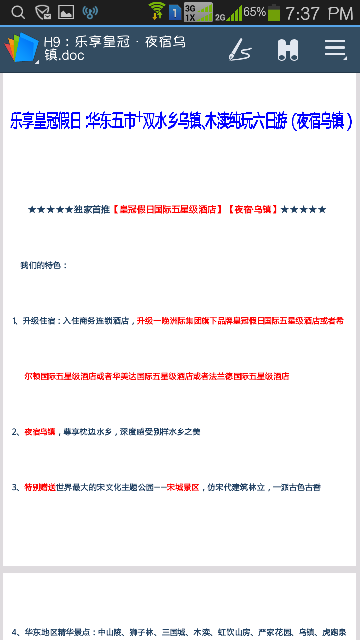 3G
1X
1
2G
65%
7:37 PM
H9：乐享皇冠 · 夜宿乌
镇.doc
乐享皇冠假日:华东五市+双水乡乌镇、木渎纯玩六日游（夜宿乌镇）
★★★★★独家首推【皇冠假日国际五星级酒店】【夜宿乌镇】★★★★★
我们的特色：
1、升级住宿：入住商务连锁酒店，升级一晚洲际集团旗下品牌皇冠假日国际五星级酒店或者希
尔顿国际五星级酒店或者华美达国际五星级酒店或者法兰德国际五星级酒店
2、夜宿乌镇，尊享枕边水乡，深度感受别样水乡之美
3、特别赠送世界最大的宋文化主题公园——宋城景区，仿宋代建筑林立，一派古色古香
4、华东地区精华景点：中山陵、狮子林、三国城、木渎、虹饮山房、严家花园、乌镇、虎跑泉